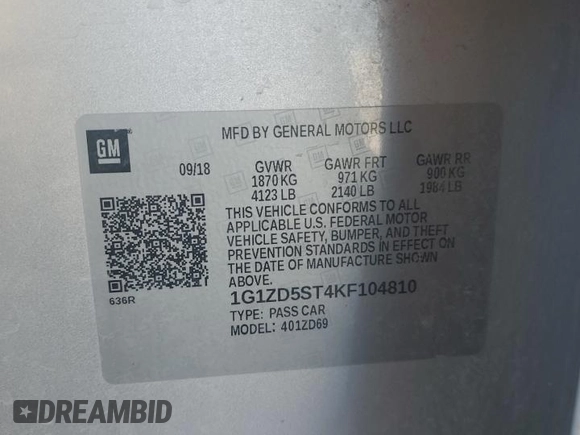 GM
MFD BY GENERAL MOTORS LLC
09/18 GVWR GAWR FRT GAWR RR
1870 KG 971 KG 900 KG
4123 LB 2140 LB 1984 LB
THIS VEHICLE CONFORMS TO ALL
APPLICABLE U.S. FEDERAL MOTOR
VEHICLE SAFETY, BUMPER, AND THEFT
PREVENTION STANDARDS IN EFFECT ON
THE DATE OF MANUFACTURE SHOWN
ABOVE.
636R
1G1ZD5ST4KF104810
TYPE: PASS CAR
MODEL: 401ZD69
DREAMBID